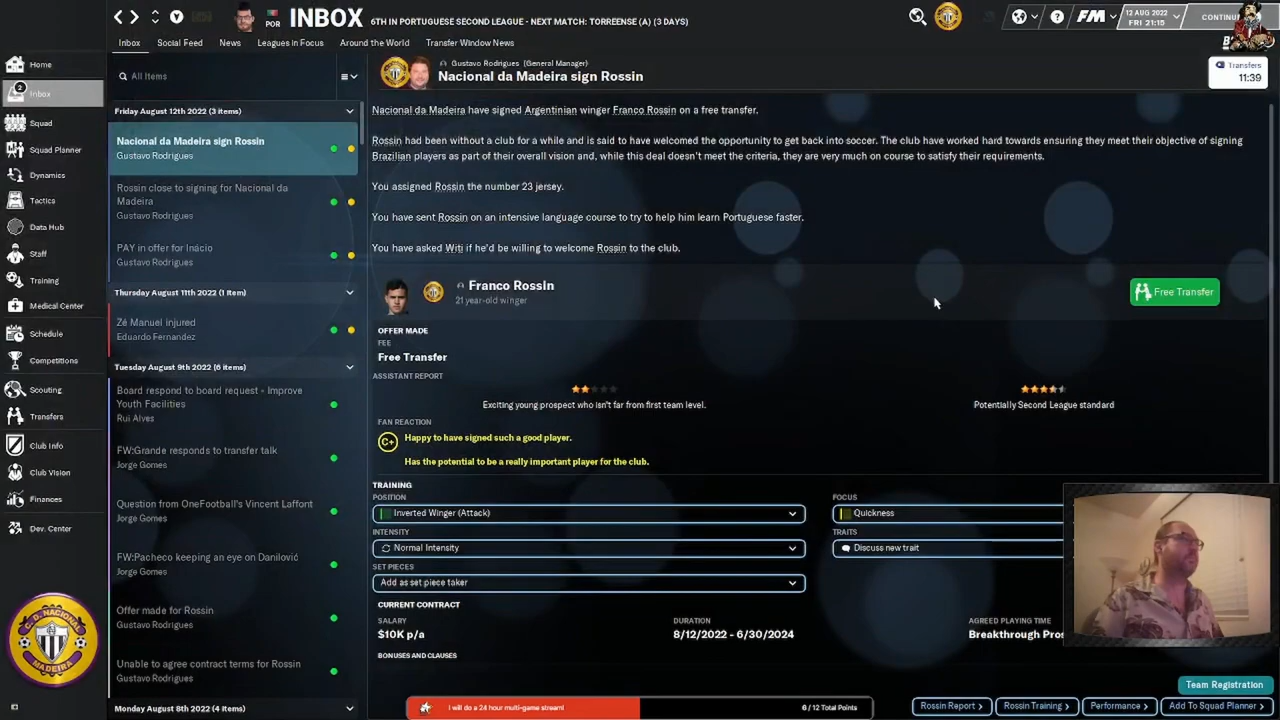 INBOX
6TH IN PORTUGUESE SECOND LEAGUE - NEXT MATCH: TORREENSE (A) (3 DAYS)
POR
FM
12 AUG 2022
FRI 21:15
CONTINU
Inbox
Social Feed
News
Leagues in Focus
Around the World
Transfer Window News
Home
Inbox
2
Squad
Squad Planner
Dynamics
Tactics
Data Hub
Staff
Training
Medical Center
Schedule
Competitions
Scouting
Transfers
Club Info
Club Vision
Finances
Dev. Center
C.D. NACIONAL
MADEIRA
All Items
Friday August 12th 2022 (3 items)
Nacional da Madeira sign Rossin
Gustavo Rodrigues
Rossin close to signing for Nacional da
Madeira
Gustavo Rodrigues
PAY in offer for Inácio
Gustavo Rodrigues
Thursday August 11th 2022 (1 item)
Zé Manuel injured
Eduardo Fernandez
Tuesday August 9th 2022 (6 items)
Board respond to board request - Improve
Youth Facilities
Rui Alves
FW:Grande responds to transfer talk
Jorge Gomes
Question from OneFootball's Vincent Laffont
Jorge Gomes
FW:Pacheco keeping an eye on Danilović
Jorge Gomes
Offer made for Rossin
Gustavo Rodrigues
Unable to agree contract terms for Rossin
Gustavo Rodrigues
Monday August 8th 2022 (4 items)
Gustavo Rodrigues (General Manager)
Nacional da Madeira sign Rossin
Transfers
11:39
Nacional da Madeira have signed Argentinian winger Franco Rossin on a free transfer.
Rossin had been without a club for a while and is said to have welcomed the opportunity to get back into soccer. The club have worked hard towards ensuring they meet their objective of signing
Brazilian players as part of their overall vision and, while this deal doesn't meet the criteria, they are very much on course to satisfy their requirements.
You assigned Rossin the number 23 jersey.
You have sent Rossin on an intensive language course to try to help him learn Portuguese faster.
You have asked Witi if he'd be willing to welcome Rossin to the club.
Franco Rossin
21 year-old winger
Free Transfer
OFFER MADE
FEE
Free Transfer
ASSISTANT REPORT
Exciting young prospect who isn't far from first team level.
Potentially Second League standard
FAN REACTION
C+
Happy to have signed such a good player.
Has the potential to be a really important player for the club.
TRAINING
POSITION
Inverted Winger (Attack)
FOCUS
Quickness
INTENSITY
Normal Intensity
TRAITS
Discuss new trait
SET PIECES
Add as set piece taker
CURRENT CONTRACT
SALARY
$10K p/a
DURATION
8/12/2022 - 6/30/2024
AGREED PLAYING TIME
Breakthrough Pros
BONUSES AND CLAUSES
Team Registration
I will do a 24 hour multi-game stream!
6 / 12 Total Points
Rossin Report >
Rossin Training >
Performance >
Add To Squad Planner >